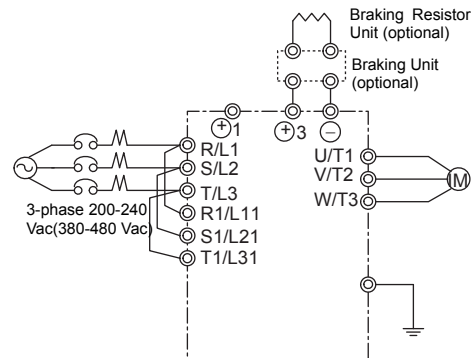 Braking Resistor
Unit (optional)
Braking Unit
(optional)
+1
+3
−
R/L1
S/L2
T/L3
R1/L11
S1/L21
T1/L31
U/T1
V/T2
W/T3
M
3-phase 200-240
Vac(380-480 Vac)